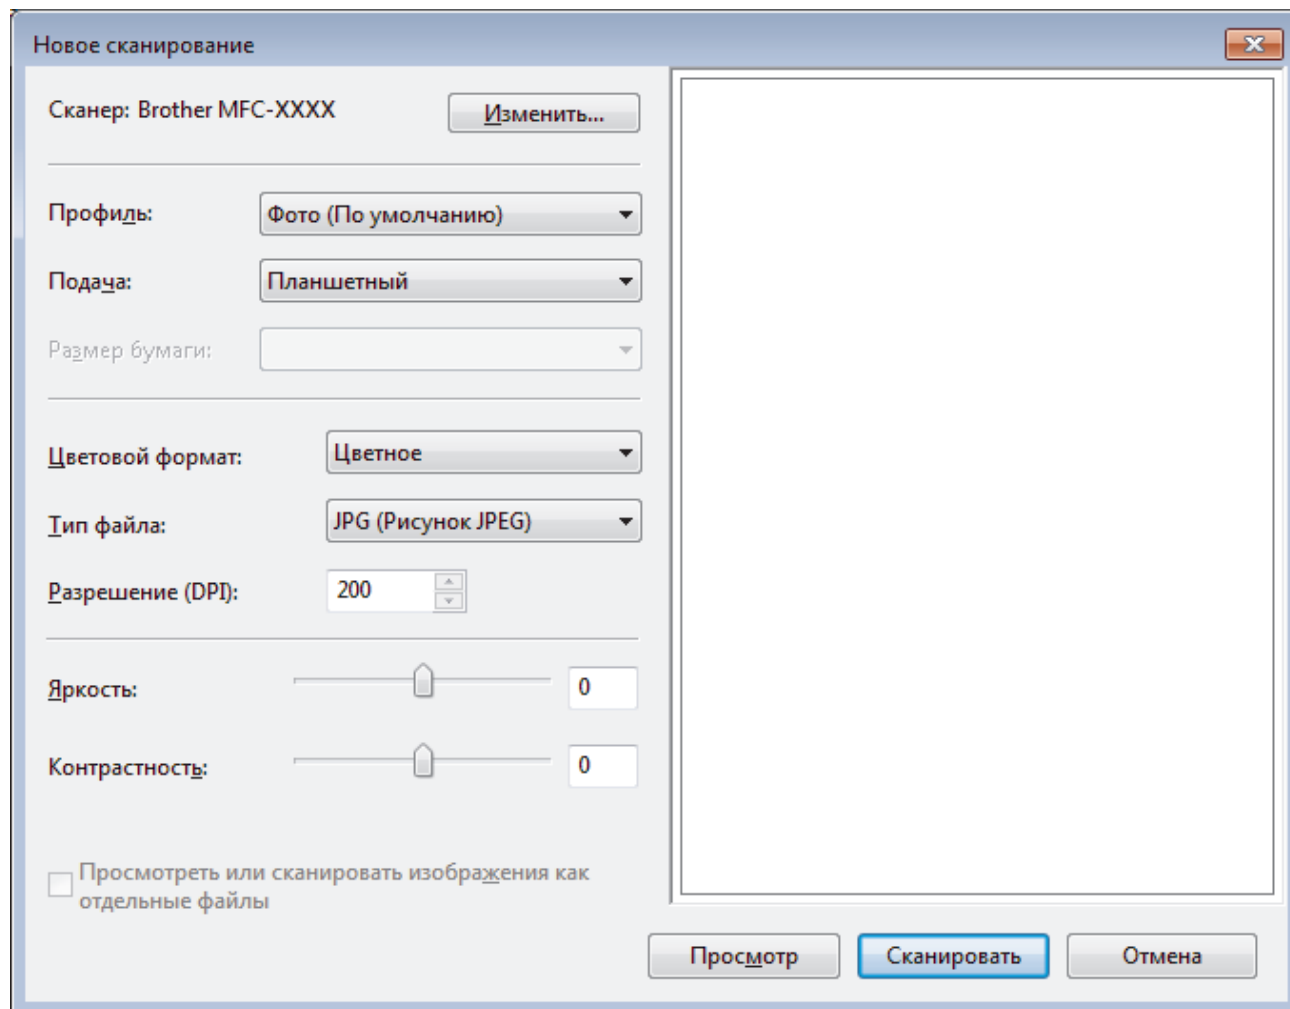 Новое сканирование
Сканер: Brother MFC-XXXX
Изменить...
Профиль: Фото (По умолчанию)
Подача: Планшетный
Размер бумаги:
Цветовой формат: Цветное
Тип файла: JPG (Рисунок JPEG)
Разрешение (DPI): 200
Яркость: 0
Контрастность: 0
Просмотреть или сканировать изображения как
отдельные файлы
Просмотр Сканировать Отмена